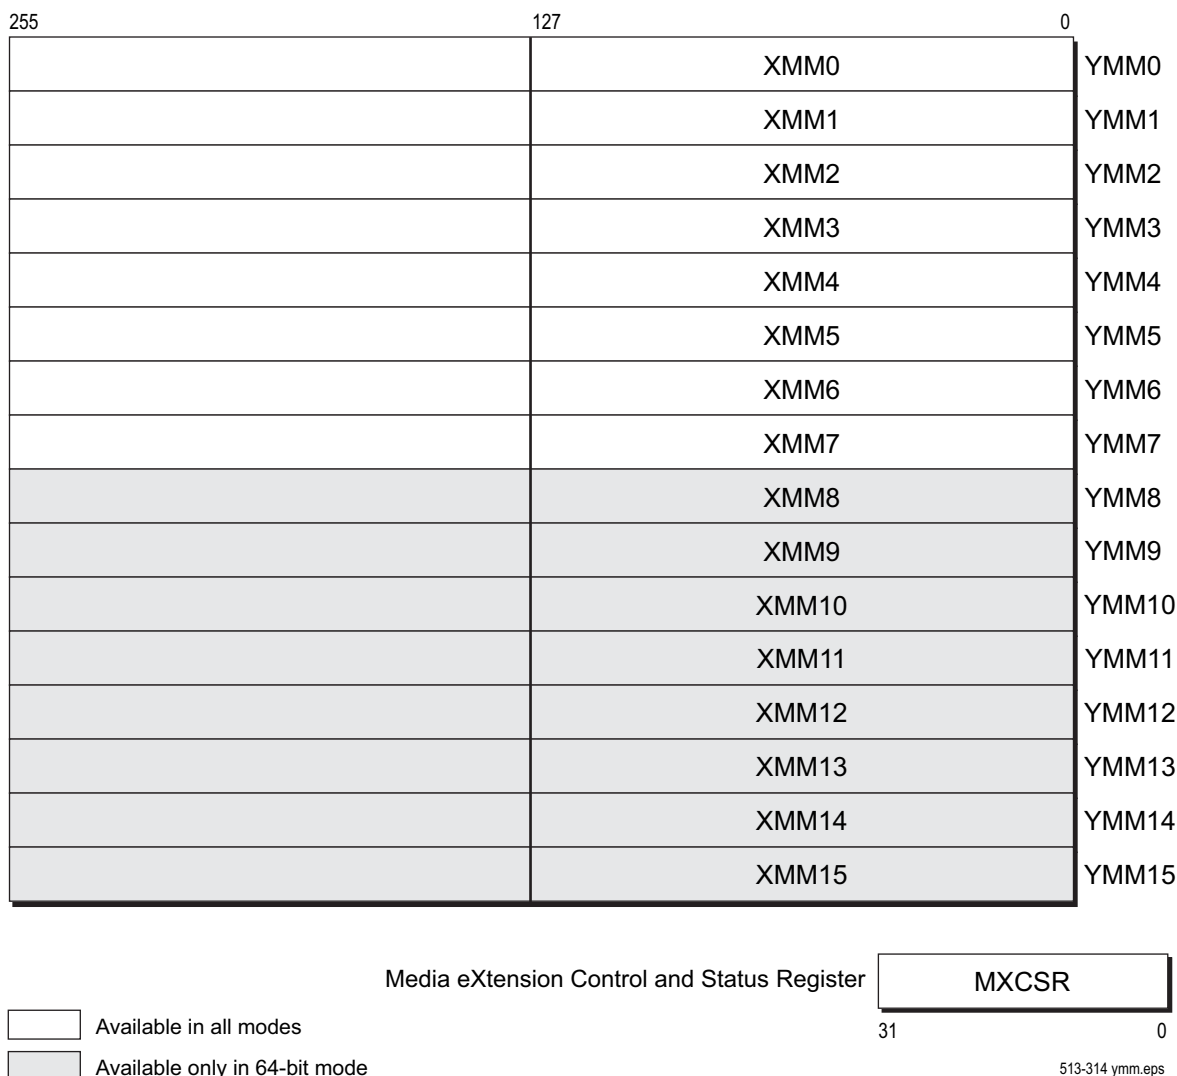 255 127 0
XMM0 YMM0
XMM1 YMM1
XMM2 YMM2
XMM3 YMM3
XMM4 YMM4
XMM5 YMM5
XMM6 YMM6
XMM7 YMM7
XMM8 YMM8
XMM9 YMM9
XMM10 YMM10
XMM11 YMM11
XMM12 YMM12
XMM13 YMM13
XMM14 YMM14
XMM15 YMM15
Media eXtension Control and Status Register MXCSR
Available in all modes 31 0
Available only in 64-bit mode 513-314 ymm.eps